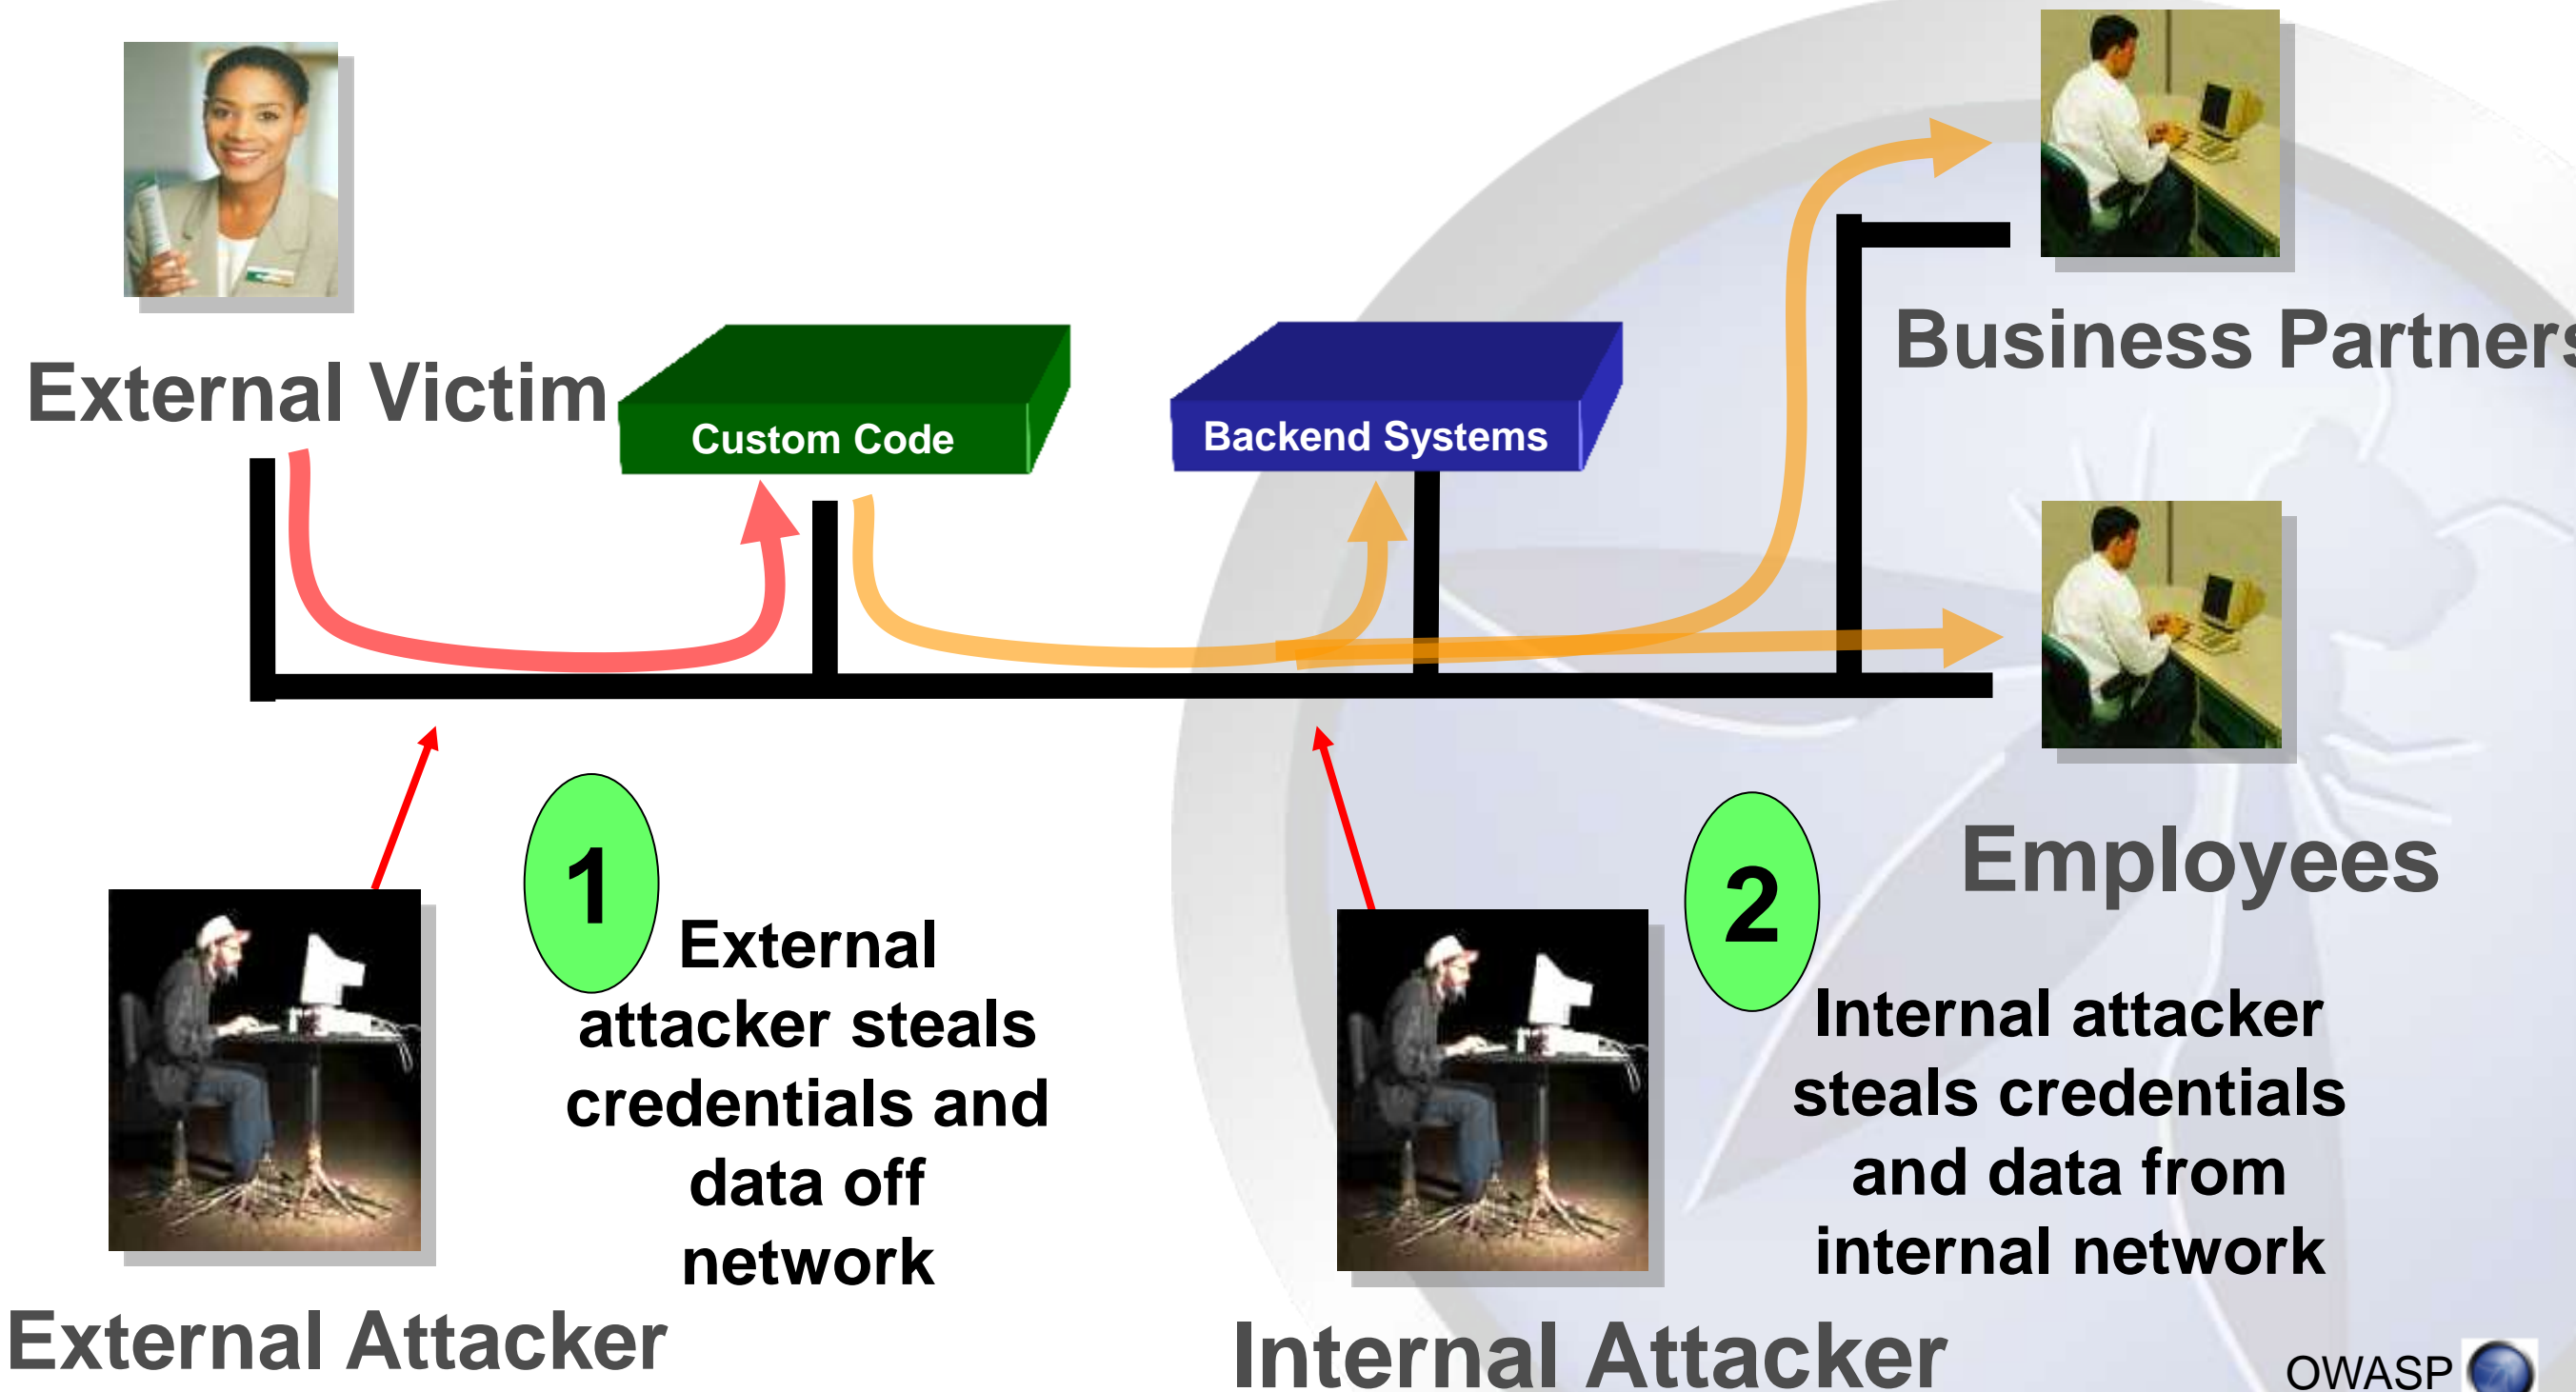 External Victim
Custom Code
Backend Systems
Business Partners
Employees
1
External
attacker steals
credentials and
data off
network
2
Internal attacker
steals credentials
and data from
internal network
External Attacker
Internal Attacker
OWASP